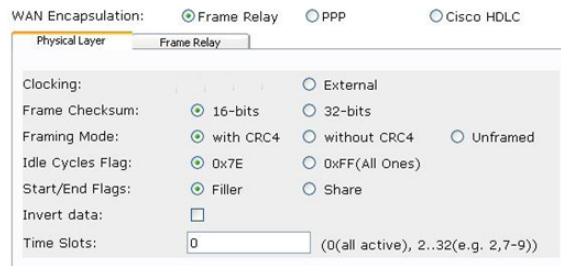 WAN Encapsulation: Frame Relay PPP Cisco HDLC
Physical Layer Frame Relay
Clocking: External
Frame Checksum: 16-bits 32-bits
Framing Mode: with CRC4 without CRC4 Unframed
Idle Cycles Flag: 0x7E 0xFF(All Ones)
Start/End Flags: Filler Share
Invert data:
Time Slots: 0 (0(all active), 2..32(e.g. 2,7-9))